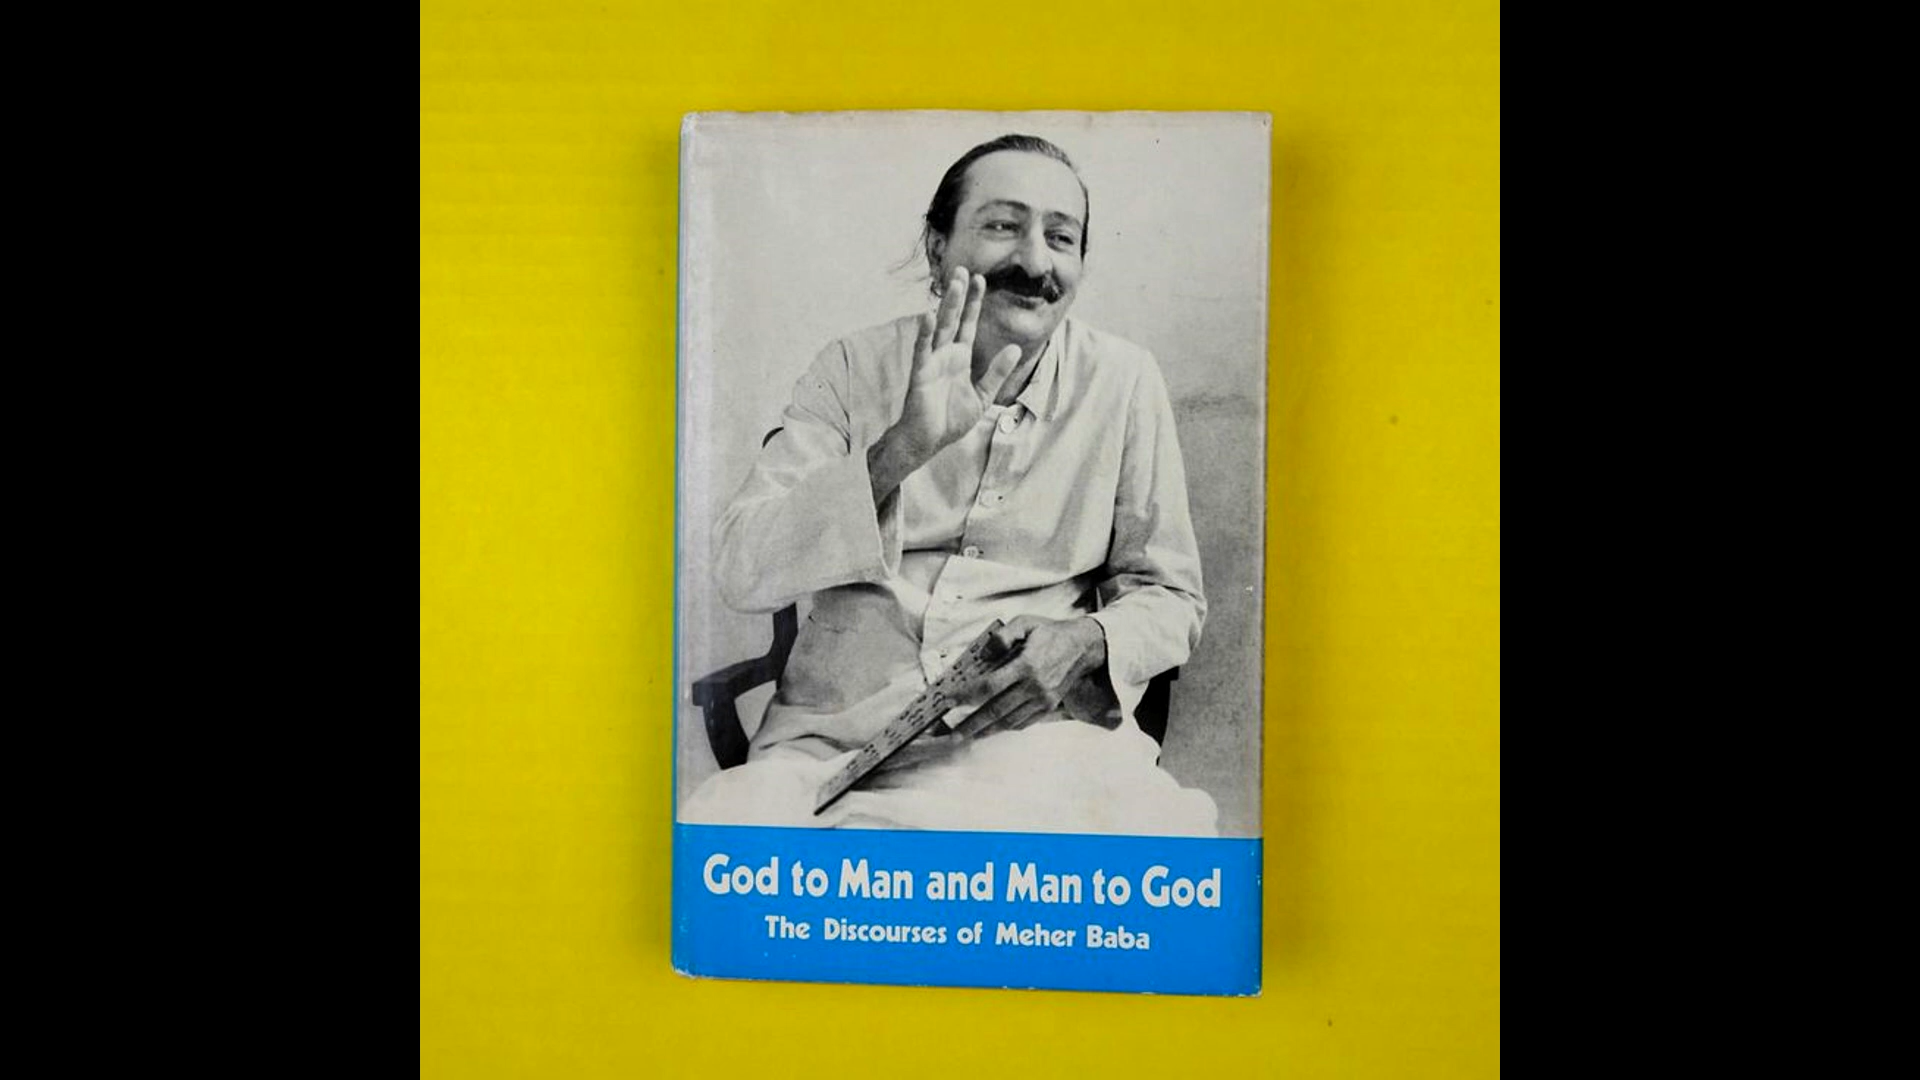 God to Man and Man to God
The Discourses of Meher Baba